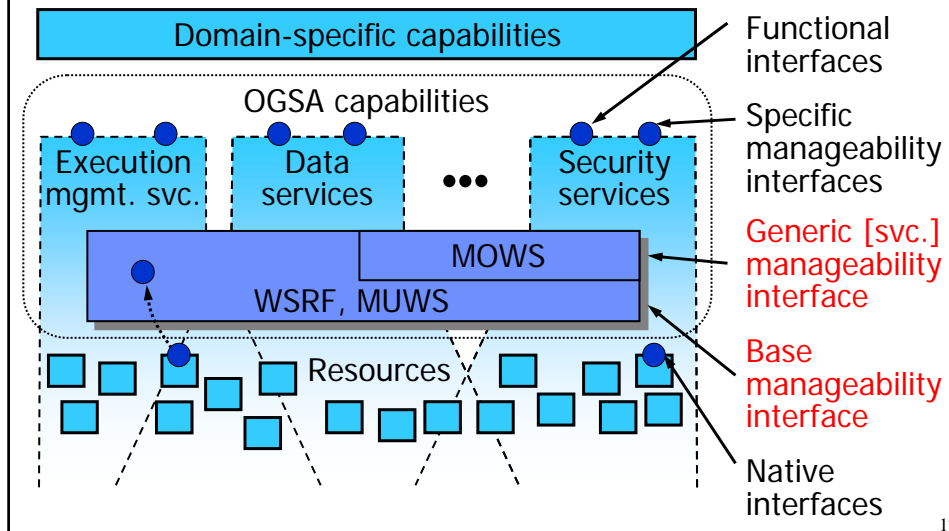 Domain-specific capabilities
OGSA capabilities
Execution
mgmt. svc.
Data
services
•••
Security
services
MOWS
WSRF, MUWS
Resources
Functional
interfaces
Specific
manageability
interfaces
Generic [svc.]
manageability
interface
Base
manageability
interface
Native
interfaces
1